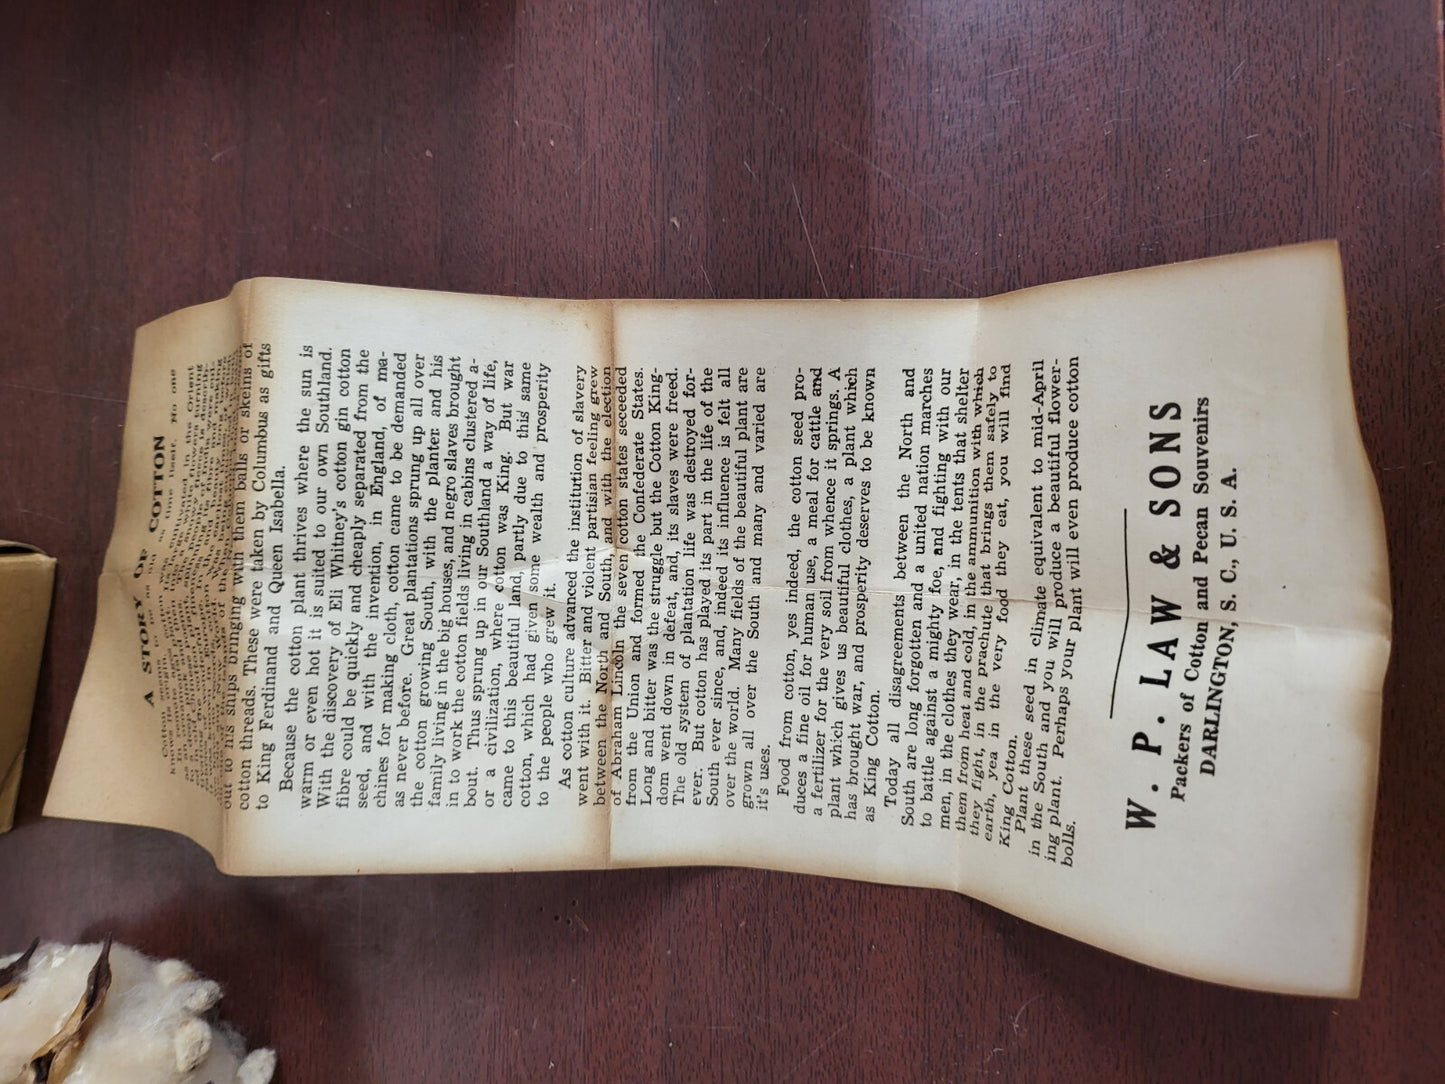 A STORY OF COTTON
out to his ships bringing with them balls or skeins of
cotton threads. These were taken by Columbus as gifts
to King Ferdinand and Queen Isabella.
Because the cotton plant thrives where the sun is
warm or even hot it is suited to our own Southland.
With the discovery of Eli Whitney's cotton gin cotton
fibre could be quickly and cheaply separated from the
seed, and with the invention, in England, of ma-
chines for making cloth, cotton came to be demanded
as never before. Great plantations sprung up all over
the cotton growing South, with the planter and his
family living in the big houses, and negro slaves brought
in to work the cotton fields living in cabins clustered a-
bout. Thus sprung up in our Southland a way of life,
or a civilization, where cotton was King. But war
came to this beautiful land, partly due to this same
cotton, which had given some wealth and prosperity
to the people who grew it.
As cotton culture advanced the institution of slavery
went with it. Bitter and violent partisian feeling grew
between the North and South, and with the election
of Abraham Lincoln the seven cotton states seceeded
from the Union and formed the Confederate States.
Long and bitter was the struggle but the Cotton King-
dom went down in defeat, and, its slaves were freed.
The old system of plantation life was destroyed for-
ever. But cotton has played its part in the life of the
South ever since, and, indeed its influence is felt all
over the world. Many fields of the beautiful plant are
grown all over the South and many and varied are
it's uses.
Food from cotton, yes indeed, the cotton seed pro-
duces a fine oil for human use, a meal for cattle and
a fertilizer for the very soil from whence it springs. A
plant which gives us beautiful clothes, a plant which
has brought war, and prosperity deserves to be known
as King Cotton.
Today all disagreements between the North and
South are long forgotten and a united nation marches
to battle against a mighty foe, and fighting with our
men, in the clothes they wear, in the tents that shelter
them from heat and cold, in the ammunition with which
they fight, in the prachute that brings them safely to
earth, yea in the very food they eat, you will find
King Cotton.
Plant these seed in climate equivalent to mid-April
in the South and you will produce a beautiful flower-
ing plant. Perhaps your plant will even produce cotton
bolls.
W. P. LAW & SONS
Packers of Cotton and Pecan Souvenirs
DARLINGTON, S. C., U. S. A.